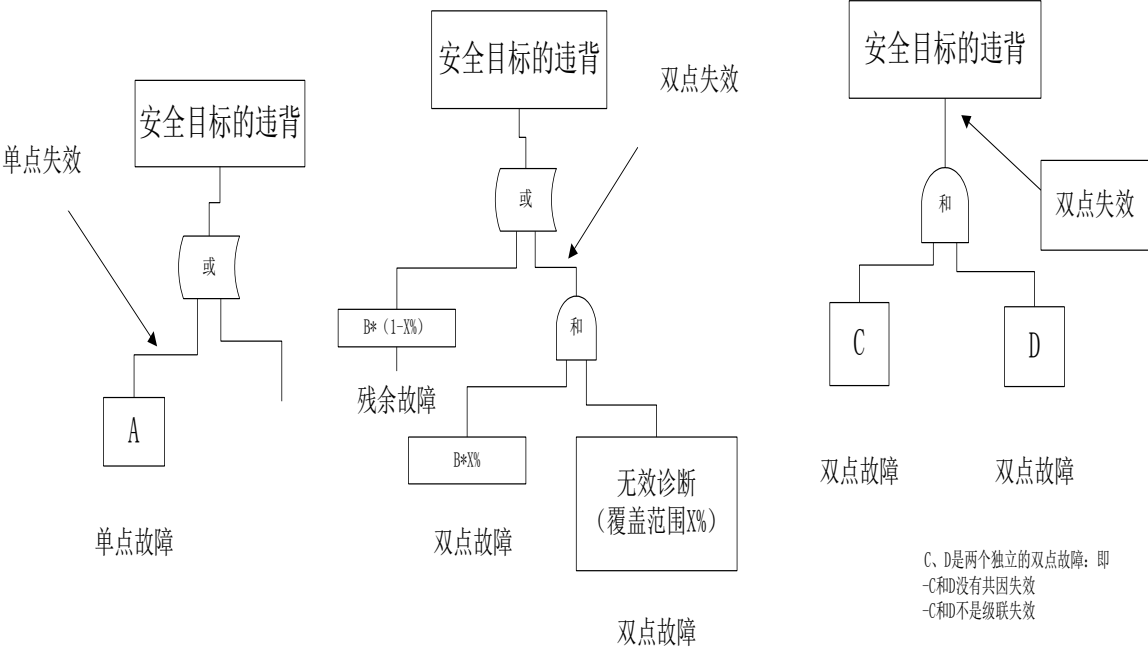 安全目标的违背
单点失效
或
A
单点故障
安全目标的违背
双点失效
或
B*（1-X%）
残余故障
和
B*X%
双点故障
无效诊断
（覆盖范围X%）
双点故障
安全目标的违背
双点失效
和
C
D
双点故障
双点故障
C、D是两个独立的双点故障：即
-C和D没有共因失效
-C和D不是级联失效